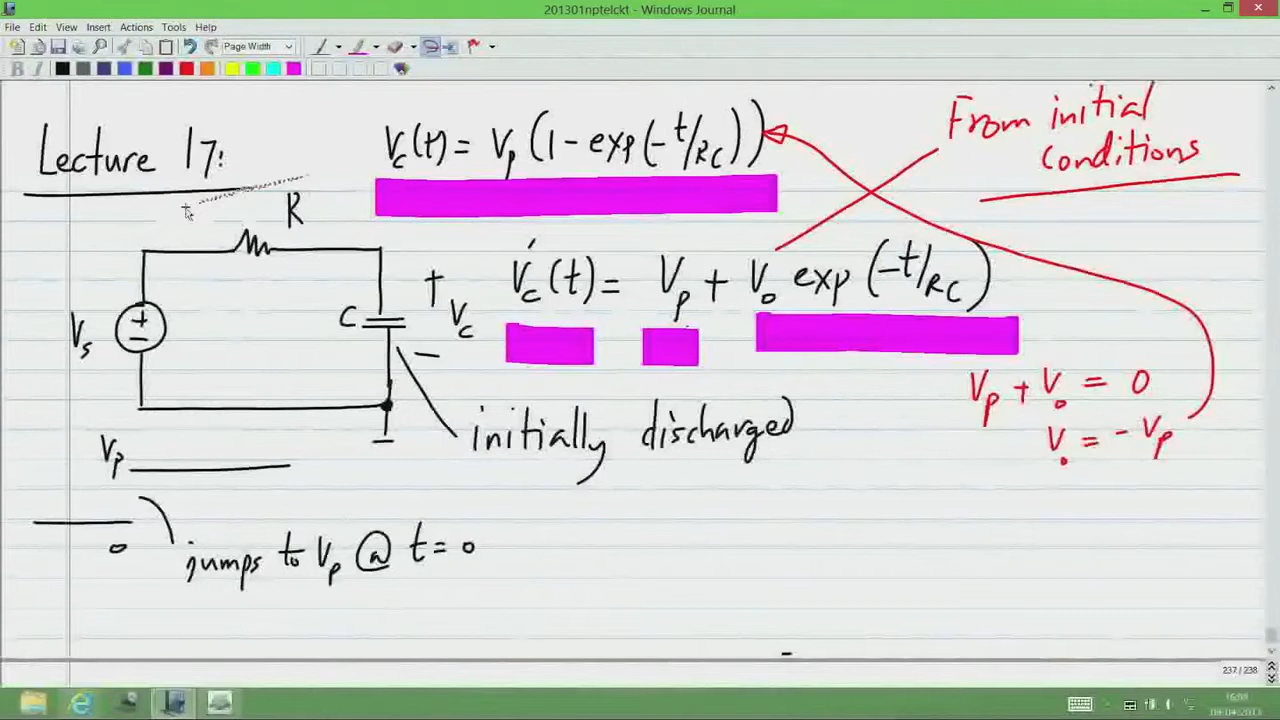 201301nptelckt - Windows Journal
File Edit View Insert Actions Tools Help
Page Width
B I
Lecture 17:
Vc(t) = Vp (1 - exp(-t/RC))
From initial
conditions
R
Vc(t) = Vp + Vo exp(-t/RC)
+
C
Vc
-
Vs
+
-
Vp + Vo = 0
Vo = - Vp
initially discharged
Vp
0
jumps to Vp @ t = 0
237 / 238